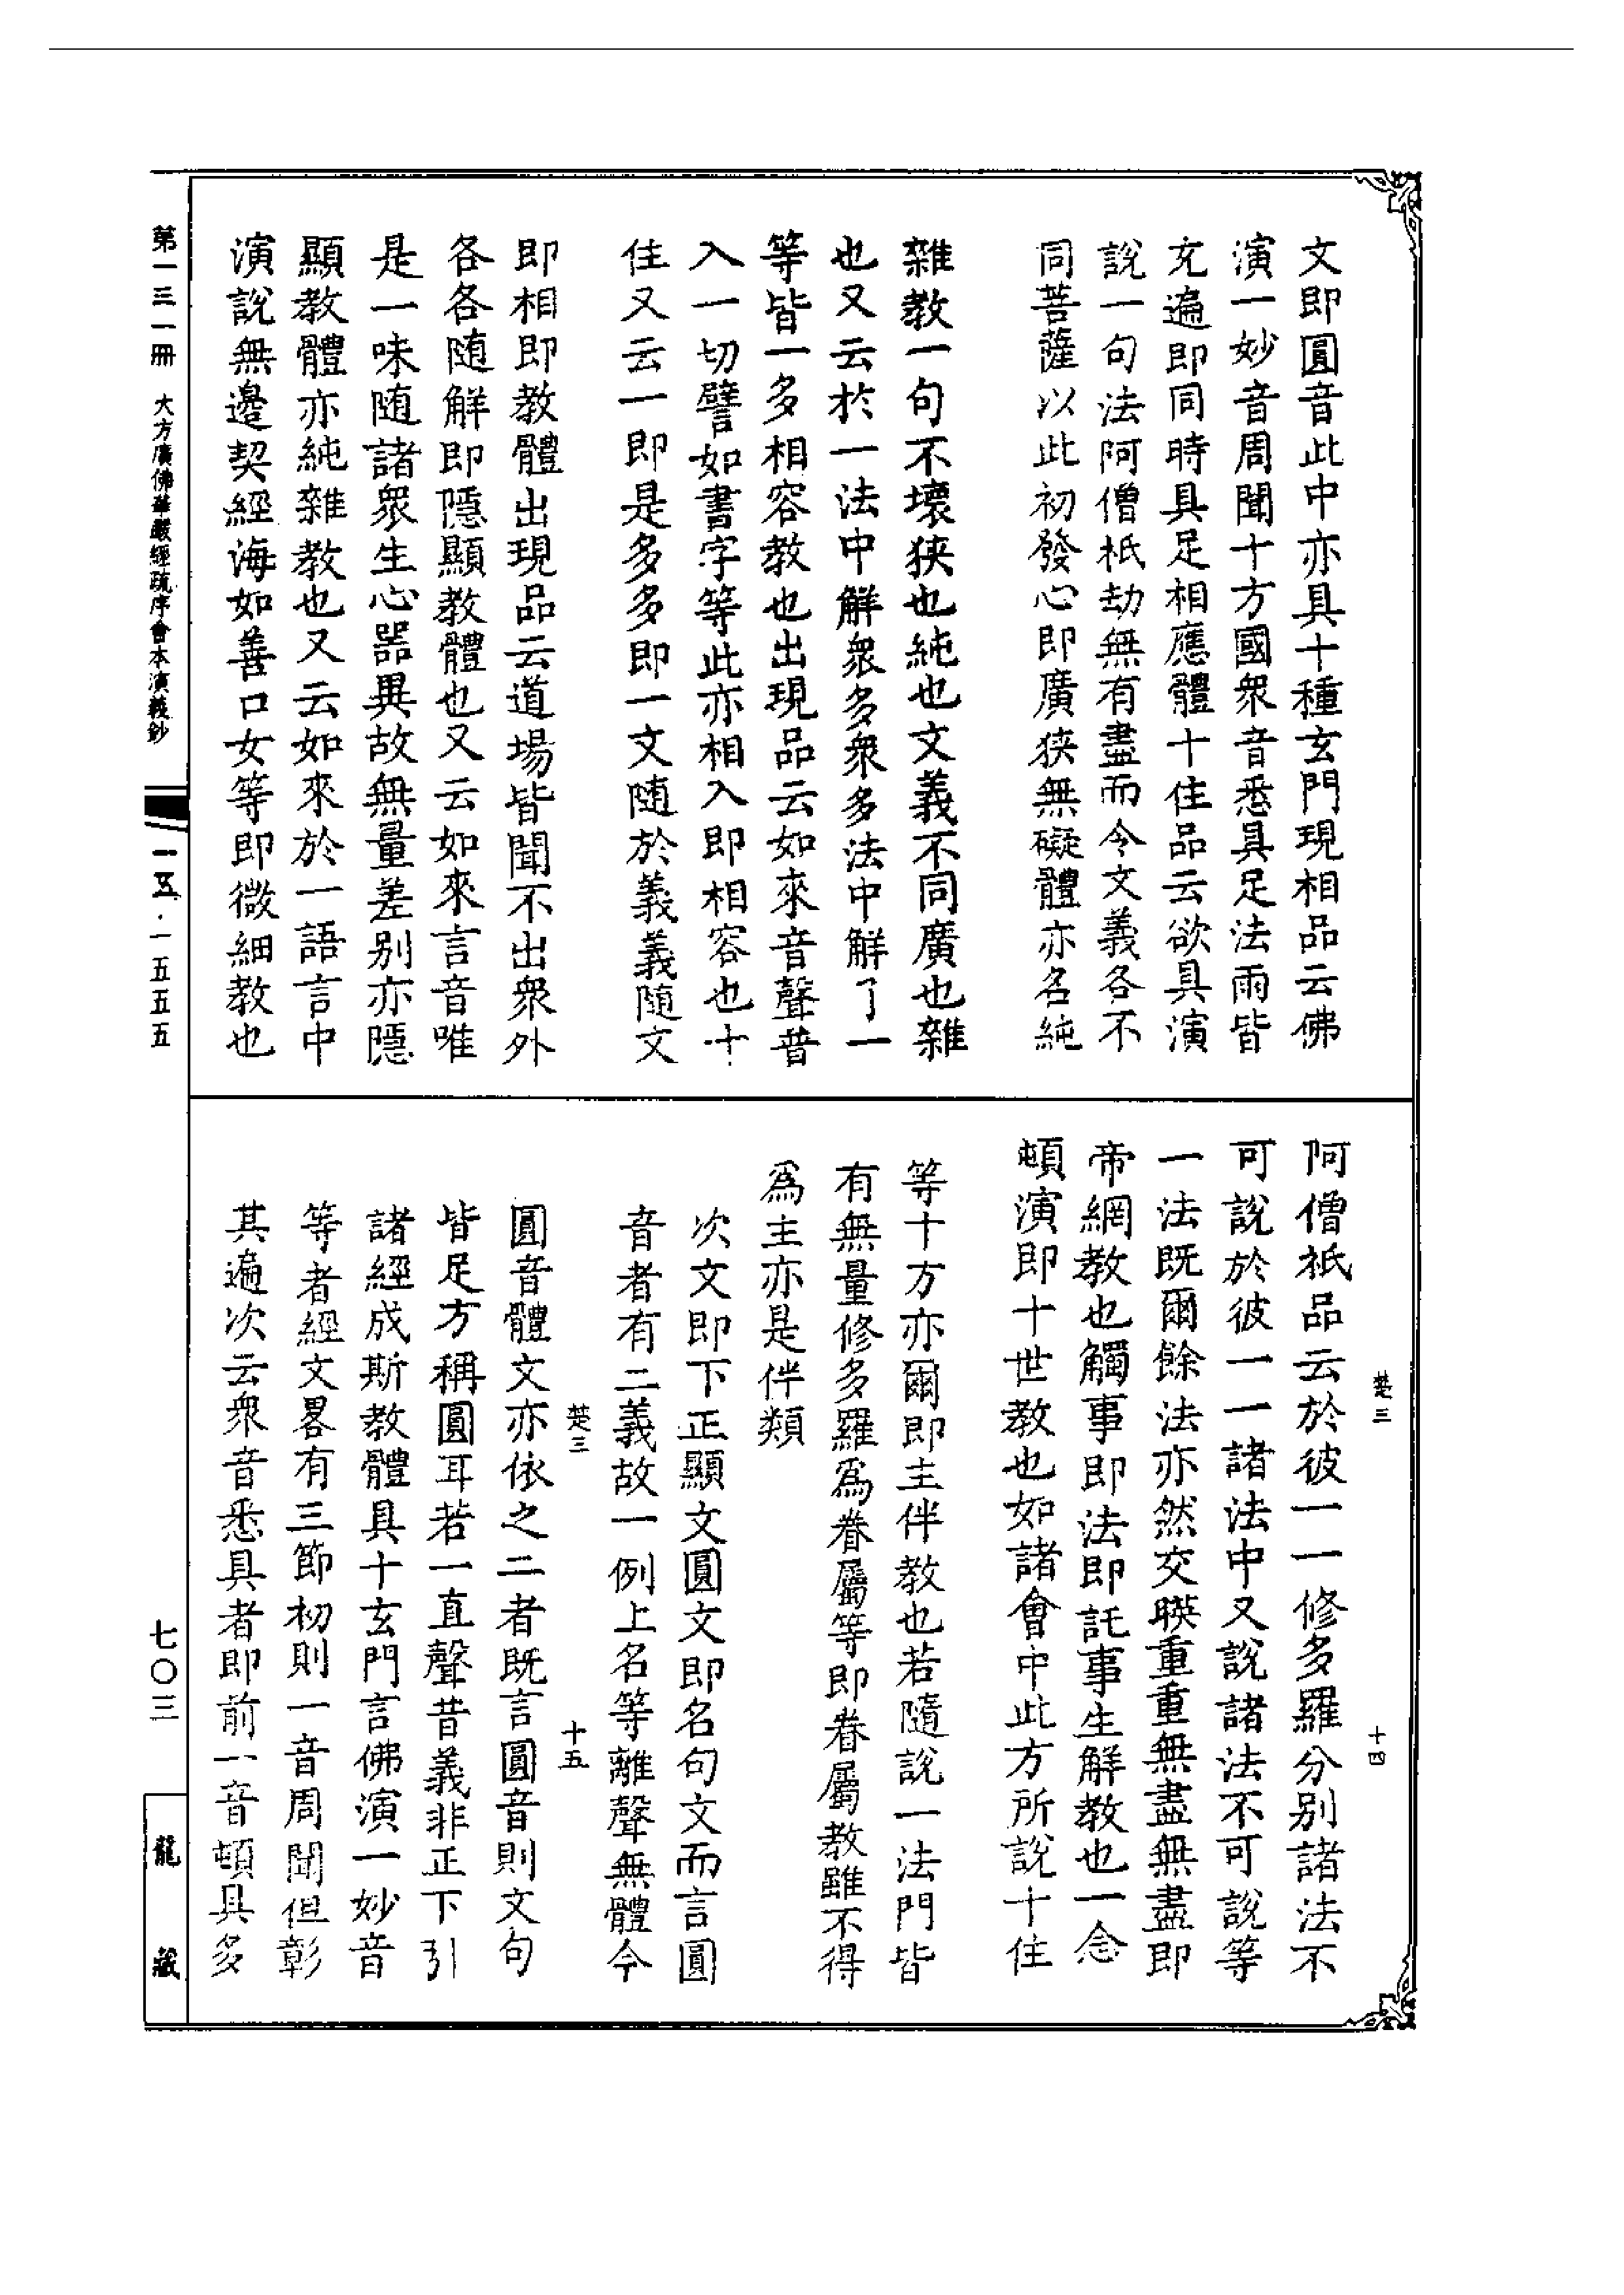 文即圓音此中亦具十種玄門現相品云佛
演一妙音周聞十方國衆音悉具足法雨皆
充遍即同時具足相應體十住品云欲具演
說一句法阿僧祇劫無有盡而令文義各不
同菩薩以此初發心即廣狹無礙體亦名純
雜教一句不壞狹也純也文義不同廣也雜
也又云於一法中解衆多衆多法中解了一
等皆一多相容教也出現品云如來音聲普
入一切譬如書字等此亦相入即相容也十
住又云一即是多多即一文隨於義義隨文
即相即教體出現品云道場皆聞不出衆外
各各隨解即隱顯教體也又云如來言音唯
是一味隨諸衆生心器異故無量差别亦隱
顯教體亦純雜教也又云如來於一語言中
演說無邊契經海如善口女等即微細教也
楚三
十四
阿僧祇品云於彼一一修多羅分別諸法不
可說於彼一一諸法中又說諸法不可說等
一法既爾餘法亦然交暎重重無盡無盡即
帝網教也觸事即法即託事生解教也一念
頓演即十世教也如諸會中此方所說十住
等十方亦爾即主伴教也若隨說一法門皆
有無量修多羅爲眷屬等即眷屬教雖不得
爲主亦是伴類
次文即下正顯文圓文即名句文而言圓
音者有二義故一例上名等離聲無體今
楚三
十五
圓音體文亦依之二者既言圓音則文句
皆足方稱圓耳若一直聲昔義非正下引
諸經成斯教體具十玄門言佛演一妙音
等者經文畧有三節初則一音周聞但彰
其遍次云衆音悉具者即前一音頓具多
第一三一冊 大方廣佛華嚴經疏序會本演義鈔
一五·一五五五
七〇三
龍藏